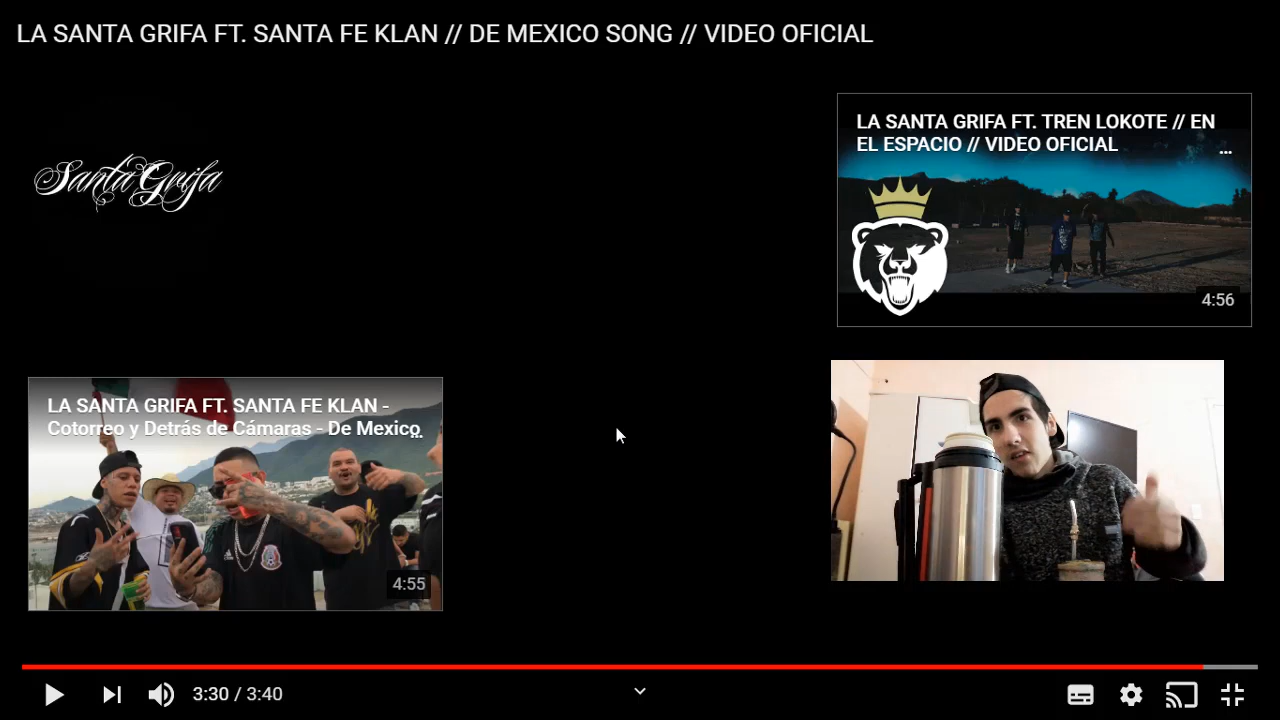 LA SANTA GRIFA FT. SANTA FE KLAN // DE MEXICO SONG // VIDEO OFICIAL
Santa Grifa
LA SANTA GRIFA FT. TREN LOKOTE // EN
EL ESPACIO // VIDEO OFICIAL
4:56
LA SANTA GRIFA FT. SANTA FE KLAN -
Cotorreo y Detrás de Cámaras - De Mexico
4:55
3:30 / 3:40